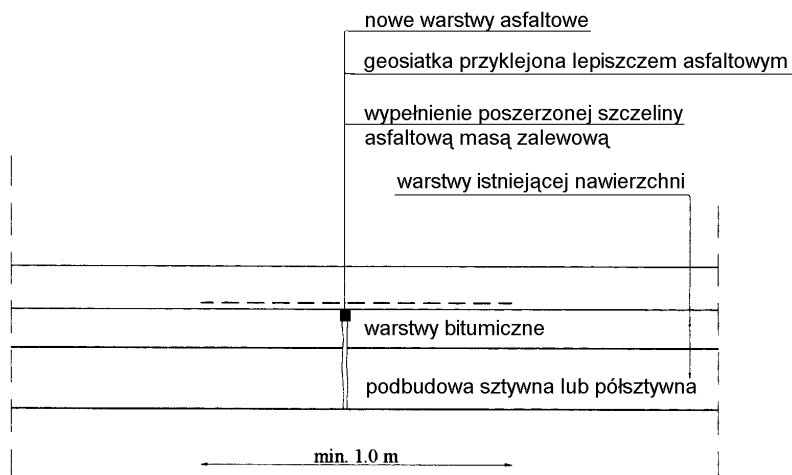 nowe warstwy asfaltowe
geosiatka przyklejona lepiszczem asfaltowym
wypełnienie poszerzonej szczeliny
asfaltową masą zalewową
warstwy istniejącej nawierzchni
warstwy bitumiczne
podbudowa sztywna lub półsztywna
min. 1.0 m